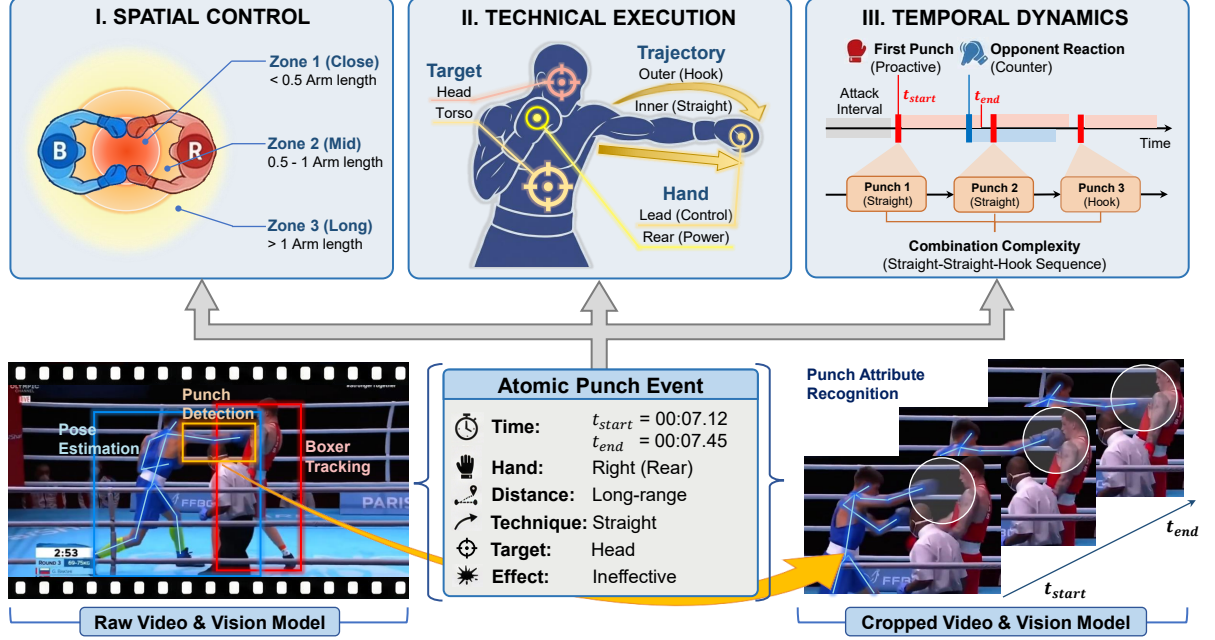 I. SPATIAL CONTROL
Zone 1 (Close)
< 0.5 Arm length
Zone 2 (Mid)
0.5 - 1 Arm length
Zone 3 (Long)
> 1 Arm length
B
R
II. TECHNICAL EXECUTION
Target
Head
Torso
Trajectory
Outer (Hook)
Inner (Straight)
Hand
Lead (Control)
Rear (Power)
III. TEMPORAL DYNAMICS
First Punch
(Proactive)
Opponent Reaction
(Counter)
Attack
Interval
t_start
t_end
Time
Punch 1
(Straight)
Punch 2
(Straight)
Punch 3
(Hook)
Combination Complexity
(Straight-Straight-Hook Sequence)
OLYMPIC
CHANNEL
Punch
Detection
Pose
Estimation
Boxer
Tracking
FFBO
PARIS
2:53
ROUND 3 69-75KG
Raw Video & Vision Model
Atomic Punch Event
Time: t_start = 00:07.12
t_end = 00:07.45
Hand: Right (Rear)
Distance: Long-range
Technique: Straight
Target: Head
Effect: Ineffective
Punch Attribute
Recognition
FFBO
t_end
t_start
Cropped Video & Vision Model